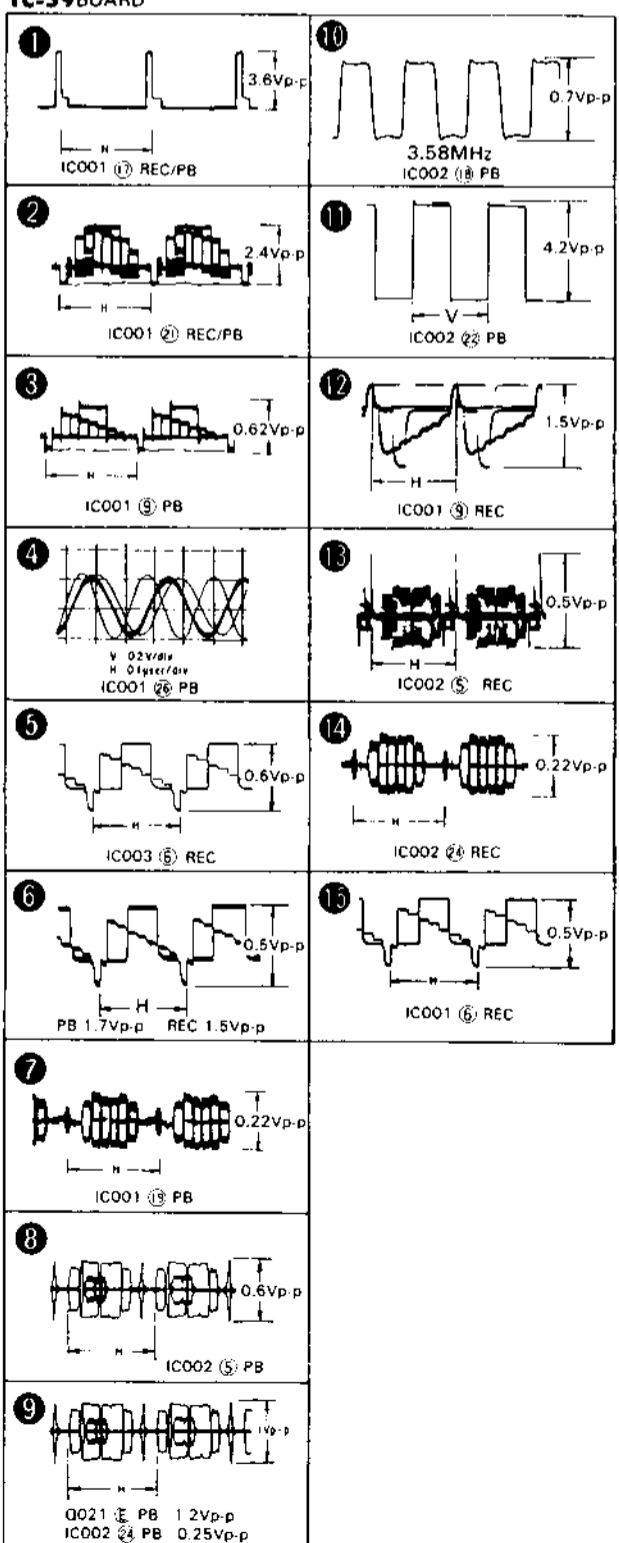 TC-59 BOARD
1
3.6Vp-p
H
IC001 ⑰ REC/PB
2
2.4Vp-p
H
IC001 ㉑ REC/PB
3
0.62Vp-p
H
IC001 ⑨ PB
4
V 0.2V/div
H 0.1µsec/div
IC001 ㉖ PB
5
0.6Vp-p
H
IC003 ⑥ REC
6
0.5Vp-p
H
PB 1.7Vp-p REC 1.5Vp-p
7
0.22Vp-p
H
IC001 ⑲ PB
8
0.6Vp-p
H
IC002 ⑤ PB
9
1Vp-p
H
Q021 Ⓔ PB 1.2Vp-p
IC002 ㉔ PB 0.25Vp-p
10
0.7Vp-p
3.58MHz
IC002 ⑱ PB
11
4.2Vp-p
V
IC002 ㉒ PB
12
1.5Vp-p
H
IC001 ⑨ REC
13
0.5Vp-p
H
IC002 ⑤ REC
14
0.22Vp-p
H
IC002 ㉔ REC
15
0.5Vp-p
H
IC001 ⑥ REC